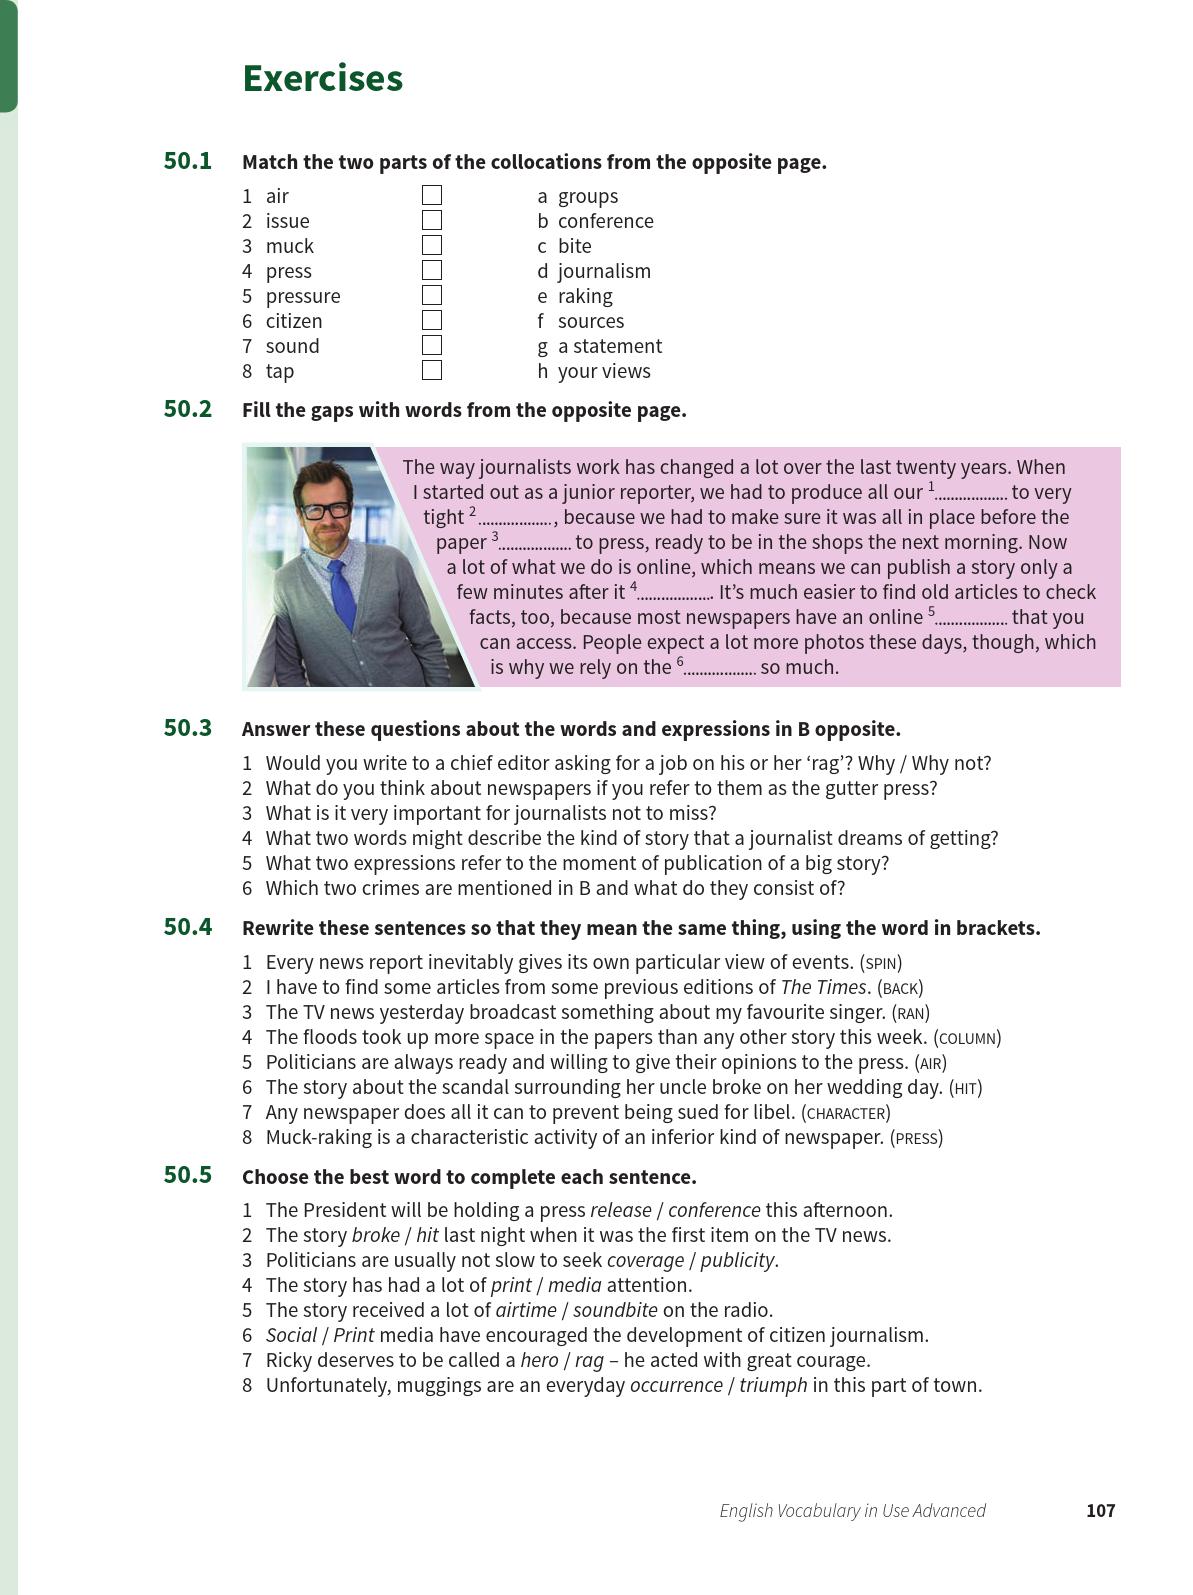 Exercises
50.1 Match the two parts of the collocations from the opposite page.
1 air a groups
2 issue b conference
3 muck c bite
4 press d journalism
5 pressure e raking
6 citizen f sources
7 sound g a statement
8 tap h your views
50.2 Fill the gaps with words from the opposite page.
The way journalists work has changed a lot over the last twenty years. When
I started out as a junior reporter, we had to produce all our 1.................. to very
tight 2.................., because we had to make sure it was all in place before the
paper 3.................. to press, ready to be in the shops the next morning. Now
a lot of what we do is online, which means we can publish a story only a
few minutes after it 4.................. It’s much easier to find old articles to check
facts, too, because most newspapers have an online 5.................. that you
can access. People expect a lot more photos these days, though, which
is why we rely on the 6.................. so much.
50.3 Answer these questions about the words and expressions in B opposite.
1 Would you write to a chief editor asking for a job on his or her ‘rag’? Why / Why not?
2 What do you think about newspapers if you refer to them as the gutter press?
3 What is it very important for journalists not to miss?
4 What two words might describe the kind of story that a journalist dreams of getting?
5 What two expressions refer to the moment of publication of a big story?
6 Which two crimes are mentioned in B and what do they consist of?
50.4 Rewrite these sentences so that they mean the same thing, using the word in brackets.
1 Every news report inevitably gives its own particular view of events. (SPIN)
2 I have to find some articles from some previous editions of The Times. (BACK)
3 The TV news yesterday broadcast something about my favourite singer. (RAN)
4 The floods took up more space in the papers than any other story this week. (COLUMN)
5 Politicians are always ready and willing to give their opinions to the press. (AIR)
6 The story about the scandal surrounding her uncle broke on her wedding day. (HIT)
7 Any newspaper does all it can to prevent being sued for libel. (CHARACTER)
8 Muck-raking is a characteristic activity of an inferior kind of newspaper. (PRESS)
50.5 Choose the best word to complete each sentence.
1 The President will be holding a press release / conference this afternoon.
2 The story broke / hit last night when it was the first item on the TV news.
3 Politicians are usually not slow to seek coverage / publicity.
4 The story has had a lot of print / media attention.
5 The story received a lot of airtime / soundbite on the radio.
6 Social / Print media have encouraged the development of citizen journalism.
7 Ricky deserves to be called a hero / rag – he acted with great courage.
8 Unfortunately, muggings are an everyday occurrence / triumph in this part of town.
English Vocabulary in Use Advanced 107